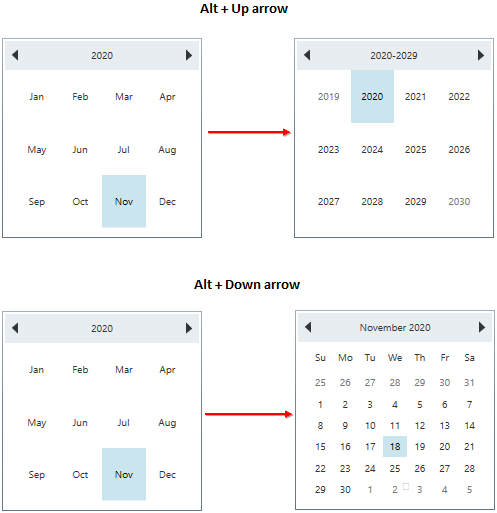 Alt + Up arrow
2020
Jan Feb Mar Apr
May Jun Jul Aug
Sep Oct Nov Dec
2020-2029
2019 2020 2021 2022
2023 2024 2025 2026
2027 2028 2029 2030
Alt + Down arrow
2020
Jan Feb Mar Apr
May Jun Jul Aug
Sep Oct Nov Dec
November 2020
Su Mo Tu We Th Fr Sa
25 26 27 28 29 30 31
1 2 3 4 5 6 7
8 9 10 11 12 13 14
15 16 17 18 19 20 21
22 23 24 25 26 27 28
29 30 1 2 3 4 5